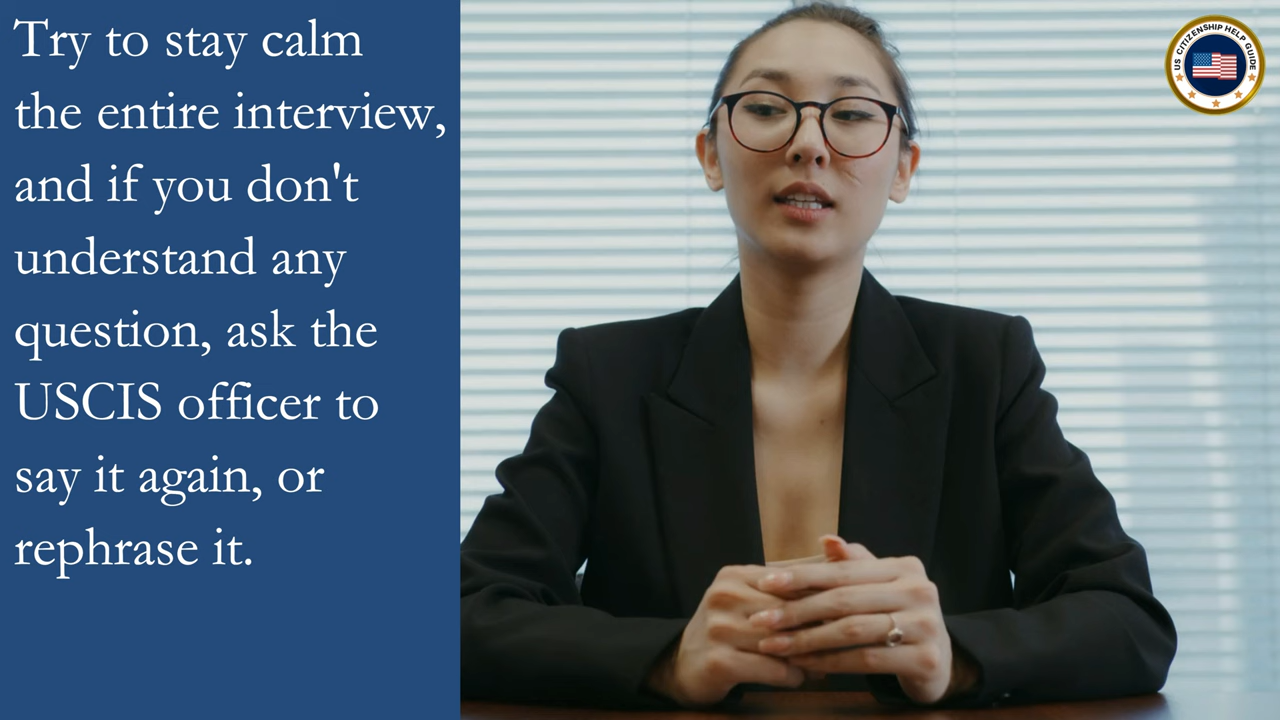 Try to stay calm
the entire interview,
and if you don't
understand any
question, ask the
USCIS officer to
say it again, or
rephrase it.
US CITIZENSHIP HELP GUIDE